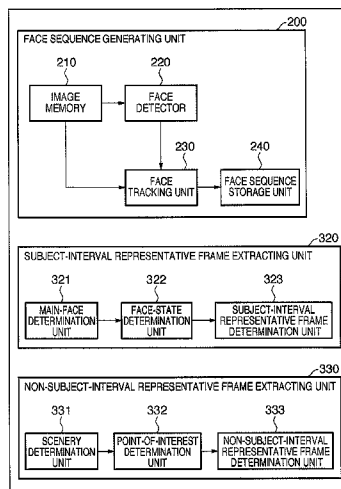 200
FACE SEQUENCE GENERATING UNIT
210
220
IMAGE
MEMORY
FACE
DETECTOR
230
240
FACE
TRACKING UNIT
FACE SEQUENCE
STORAGE UNIT
320
SUBJECT-INTERVAL REPRESENTATIVE FRAME EXTRACTING UNIT
321
322
323
MAIN-FACE
DETERMINATION
UNIT
FACE-STATE
DETERMINATION
UNIT
SUBJECT-INTERVAL
REPRESENTATIVE FRAME
DETERMINATION UNIT
330
NON-SUBJECT-INTERVAL REPRESENTATIVE FRAME EXTRACTING UNIT
331
332
333
SCENERY
DETERMINATION
UNIT
POINT-OF-INTEREST
DETERMINATION
UNIT
NON-SUBJECT-INTERVAL
REPRESENTATIVE FRAME
DETERMINATION UNIT